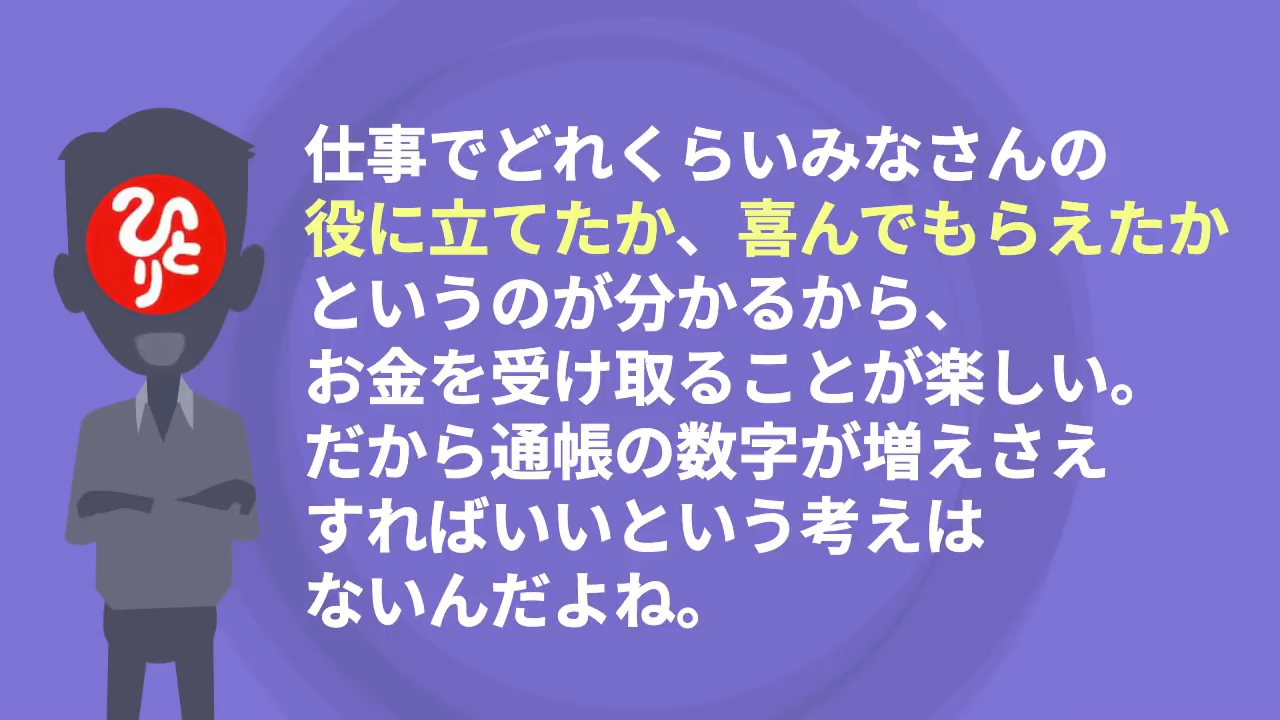 ひとり
仕事でどれくらいみなさんの
役に立てたか、喜んでもらえたか
というのが分かるから、
お金を受け取ることが楽しい。
だから通帳の数字が増えさえ
すればいいという考えは
ないんだよね。